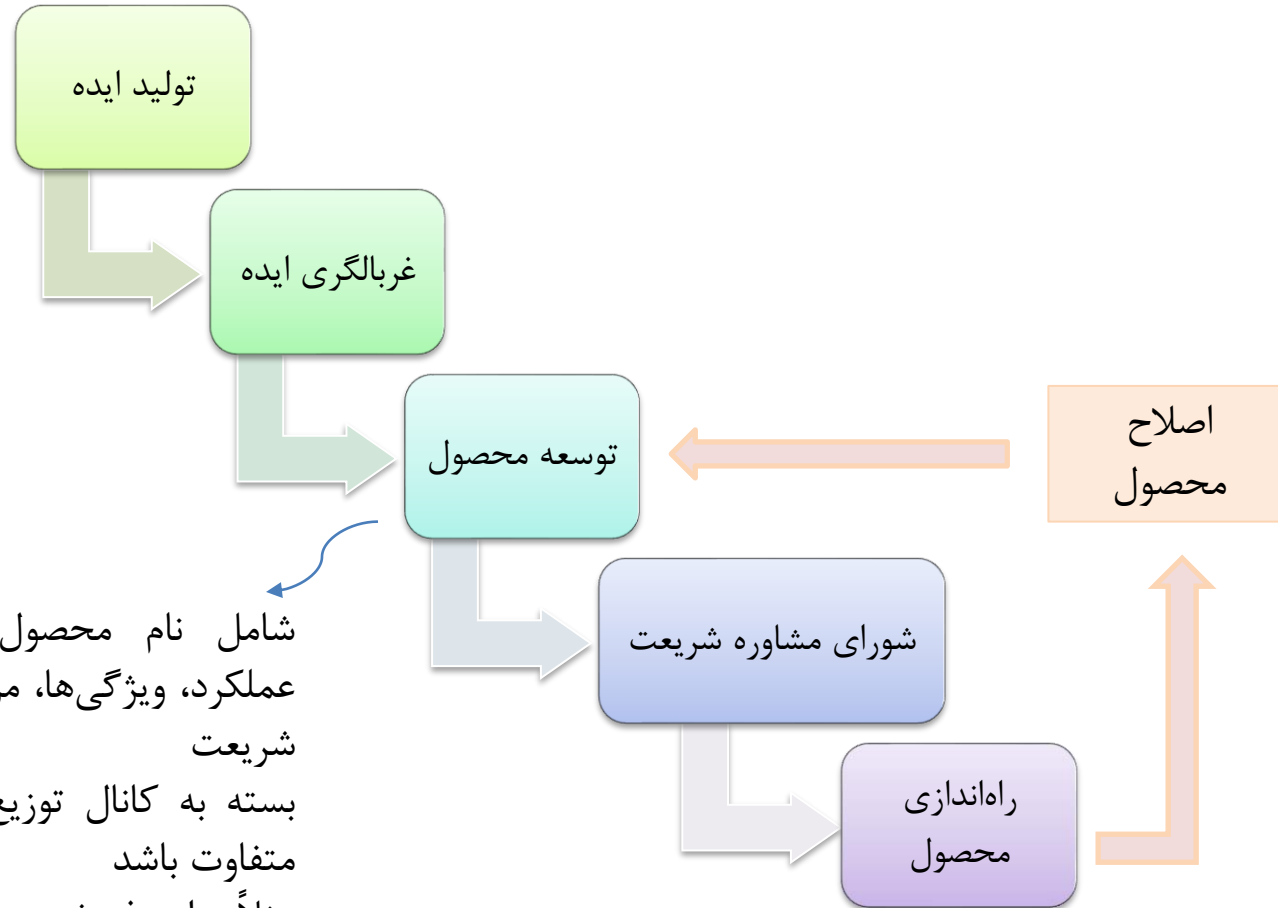 تولید ایده
غربالگری ایده
توسعه محصول
اصلاح
محصول
شورای مشاوره شریعت
راه‌اندازی
محصول
شامل نام محصول
عملکرد، ویژگی‌ها،
شریعت
بسته به کانال توزیع
متفاوت باشد